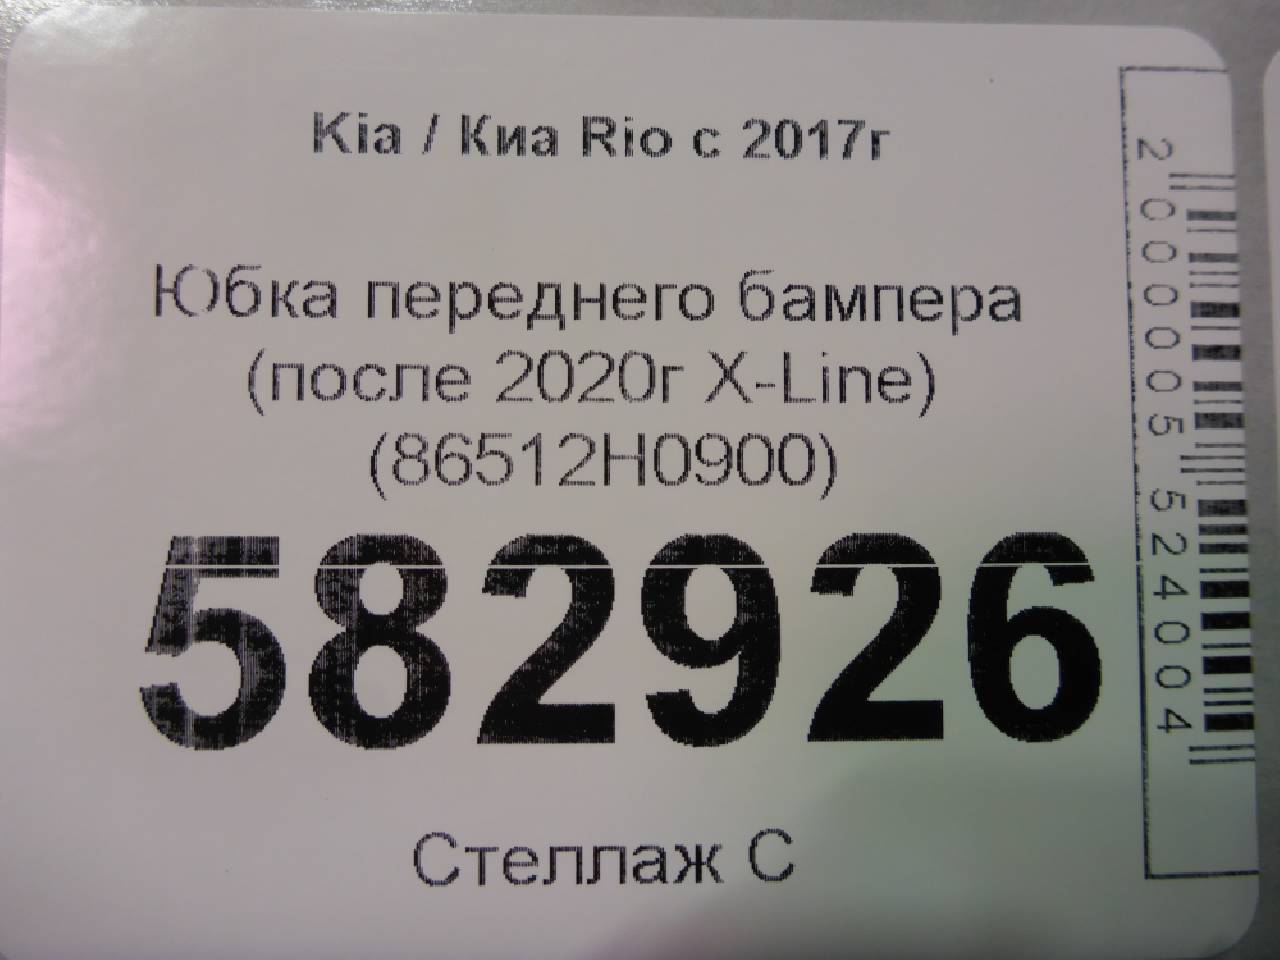 Kia / Киа Rio с 2017г
Юбка переднего бампера
(после 2020г X-Line)
(86512H0900)
582926
Стеллаж С
2000005524004